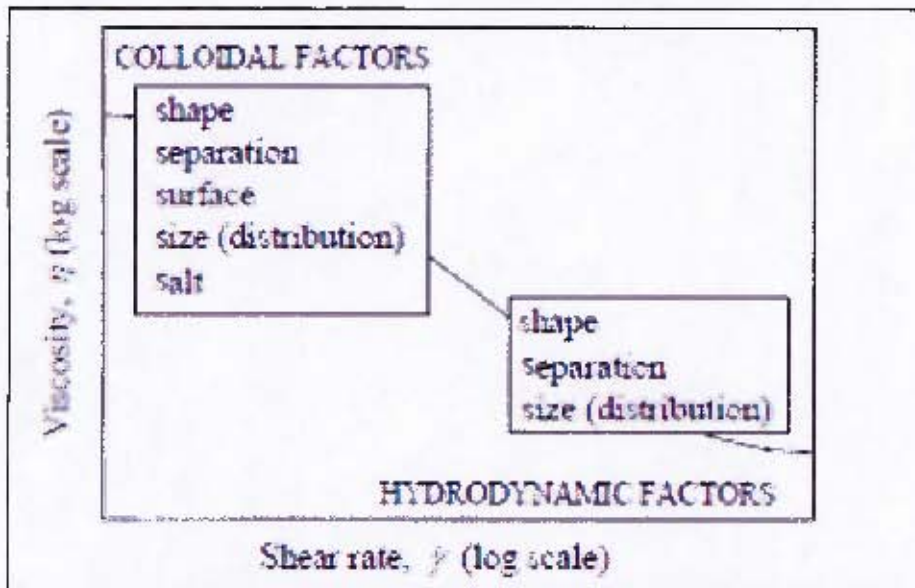 COLLOIDAL FACTORS
shape
separation
surface
size (distribution)
salt
shape
separation
size (distribution)
HYDRODYNAMIC FACTORS
Viscosity, η (log scale)
Shear rate, γ̇ (log scale)